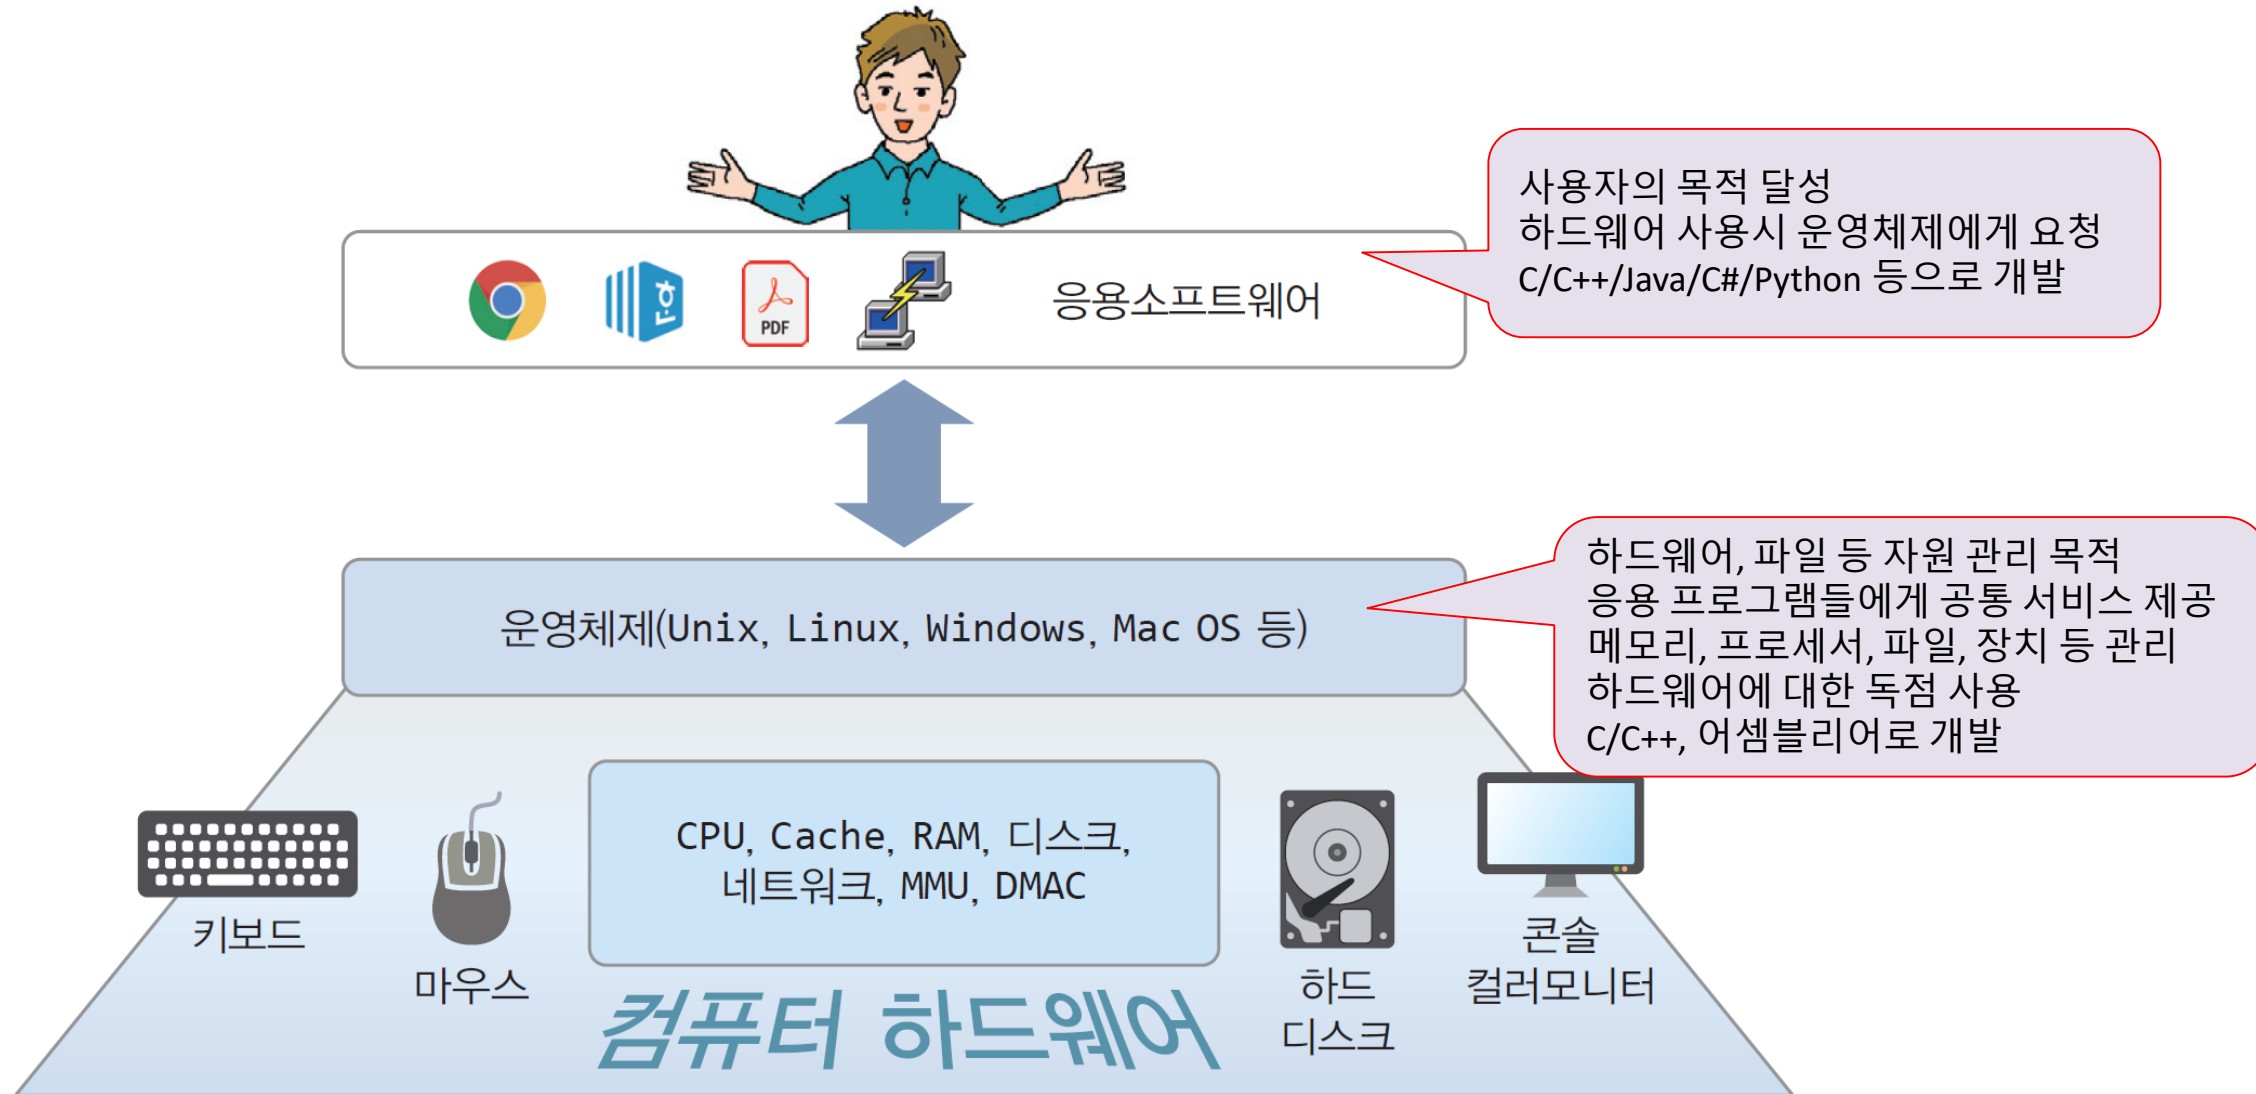 사용자의 목적 달성
하드웨어 사용시 운영체제에게 요청
C/C++/Java/C#/Python 등으로 개발
한
PDF
응용소프트웨어
하드웨어, 파일 등 자원 관리 목적
응용 프로그램들에게 공통 서비스 제공
메모리, 프로세서, 파일, 장치 등 관리
하드웨어에 대한 독점 사용
C/C++, 어셈블리어로 개발
운영체제(Unix, Linux, Windows, Mac OS 등)
CPU, Cache, RAM, 디스크,
네트워크, MMU, DMAC
키보드
마우스
하드
디스크
콘솔
컬러모니터
컴퓨터 하드웨어